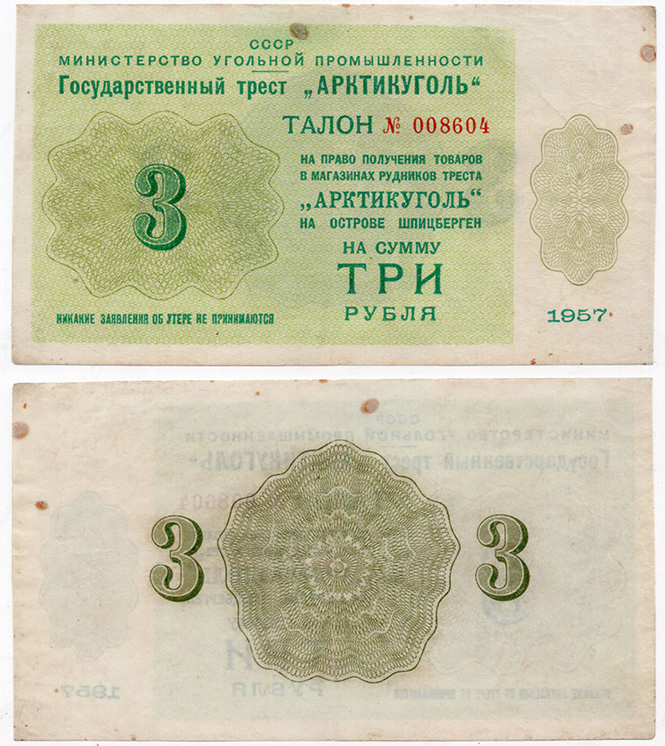 СССР
МИНИСТЕРСТВО УГОЛЬНОЙ ПРОМЫШЛЕННОСТИ
Государственный трест „АРКТИКУГОЛЬ“
ТАЛОН № 008604
НА ПРАВО ПОЛУЧЕНИЯ ТОВАРОВ
В МАГАЗИНАХ РУДНИКОВ ТРЕСТА
„АРКТИКУГОЛЬ“
НА ОСТРОВЕ ШПИЦБЕРГЕН
НА СУММУ
ТРИ
РУБЛЯ
3
НИКАКИЕ ЗАЯВЛЕНИЯ ОБ УТЕРЕ НЕ ПРИНИМАЮТСЯ
1957
3 3